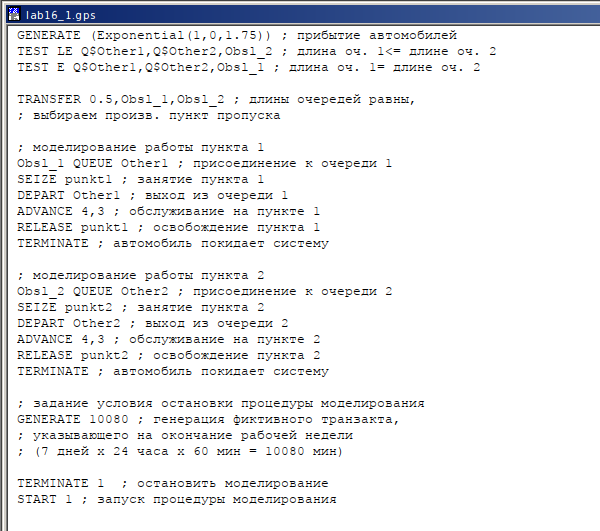 lab16_1.gps
GENERATE (Exponential(1,0,1.75)) ; прибытие автомобилей
TEST LE Q$Other1,Q$Other2,Obsl_2 ; длина оч. 1<= длине оч. 2
TEST E Q$Other1,Q$Other2,Obsl_1 ; длина оч. 1= длине оч. 2
TRANSFER 0.5,Obsl_1,Obsl_2 ; длины очередей равны,
; выбираем произв. пункт пропуска
; моделирование работы пункта 1
Obsl_1 QUEUE Other1 ; присоединение к очереди 1
SEIZE punkt1 ; занятие пункта 1
DEPART Other1 ; выход из очереди 1
ADVANCE 4,3 ; обслуживание на пункте 1
RELEASE punkt1 ; освобождение пункта 1
TERMINATE ; автомобиль покидает систему
; моделирование работы пункта 2
Obsl_2 QUEUE Other2 ; присоединение к очереди 2
SEIZE punkt2 ; занятие пункта 2
DEPART Other2 ; выход из очереди 2
ADVANCE 4,3 ; обслуживание на пункте 2
RELEASE punkt2 ; освобождение пункта 2
TERMINATE ; автомобиль покидает систему
; задание условия остановки процедуры моделирования
GENERATE 10080 ; генерация фиктивного транзакта,
; указывающего на окончание рабочей недели
; (7 дней х 24 часа х 60 мин = 10080 мин)
TERMINATE 1  ; остановить моделирование
START 1 ; запуск процедуры моделирования